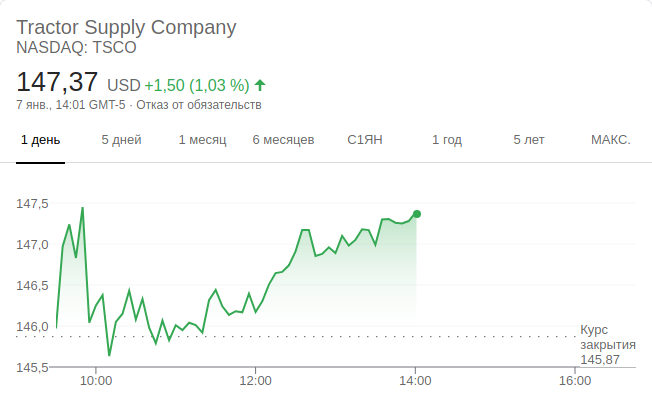 Tractor Supply Company
NASDAQ: TSCO
147,37 USD +1,50 (1,03 %)
7 янв., 14:01 GMT-5 · Отказ от обязательств
1 день 5 дней 1 месяц 6 месяцев С1ЯН 1 год 5 лет МАКС.
147,5
147,0
146,5
146,0
145,5
Курс
закрытия
145,87
10:00 12:00 14:00 16:00